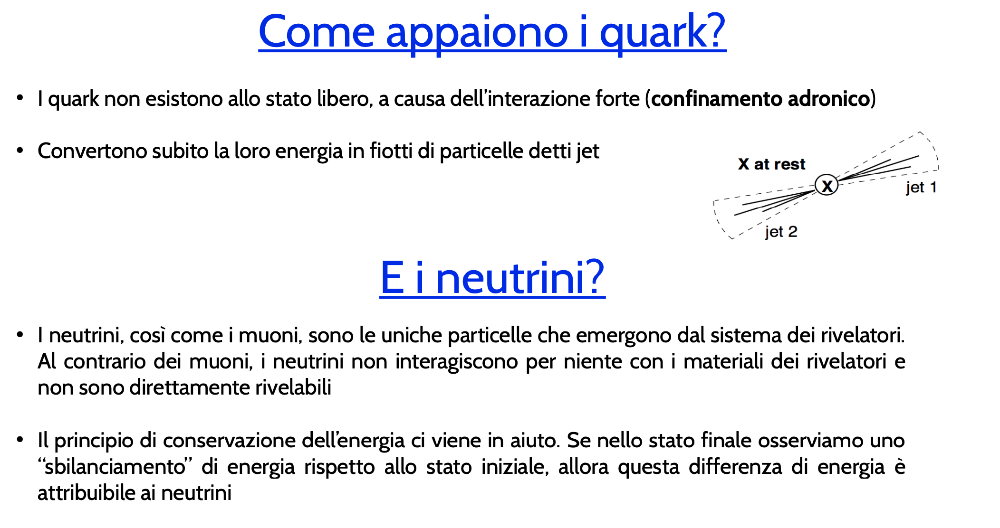 Come appaiono i quark?
• I quark non esistono allo stato libero, a causa dell’interazione forte (confinamento adronico)
• Convertono subito la loro energia in fiotti di particelle detti jet
X at rest
X
jet 1
jet 2
E i neutrini?
• I neutrini, così come i muoni, sono le uniche particelle che emergono dal sistema dei rivelatori.
Al contrario dei muoni, i neutrini non interagiscono per niente con i materiali dei rivelatori e
non sono direttamente rivelabili
• Il principio di conservazione dell’energia ci viene in aiuto. Se nello stato finale osserviamo uno
“sbilanciamento” di energia rispetto allo stato iniziale, allora questa differenza di energia è
attribuibile ai neutrini